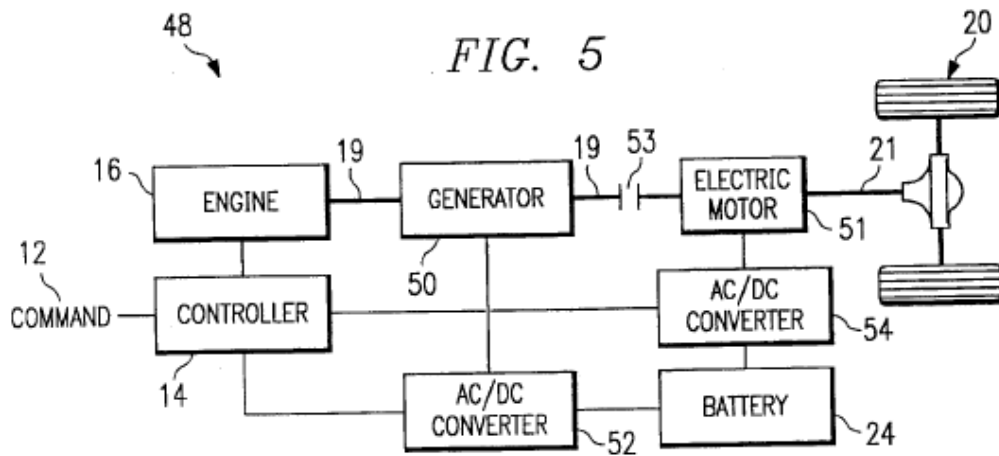 48
FIG. 5
20
16
19
19
53
21
ENGINE
GENERATOR
ELECTRIC
MOTOR
51
12
50
COMMAND
CONTROLLER
AC/DC
CONVERTER
54
14
AC/DC
CONVERTER
52
BATTERY
24